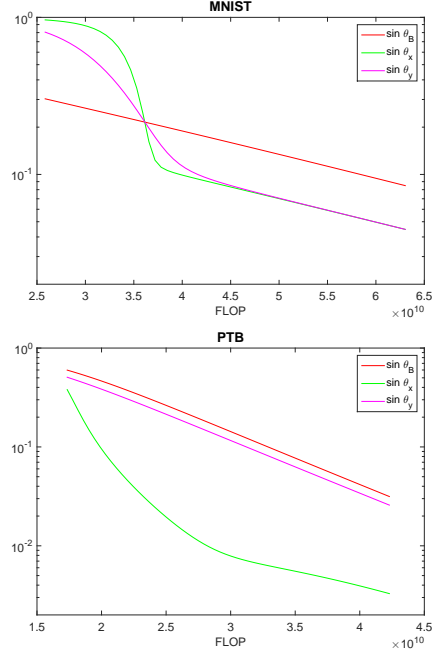 MNIST
10^0
10^-1
sin θ_B
sin θ_x
sin θ_y
2.5 3 3.5 4 4.5 5 5.5 6 6.5
FLOP
×10^10
PTB
10^0
10^-1
10^-2
sin θ_B
sin θ_x
sin θ_y
1.5 2 2.5 3 3.5 4 4.5
FLOP
×10^10